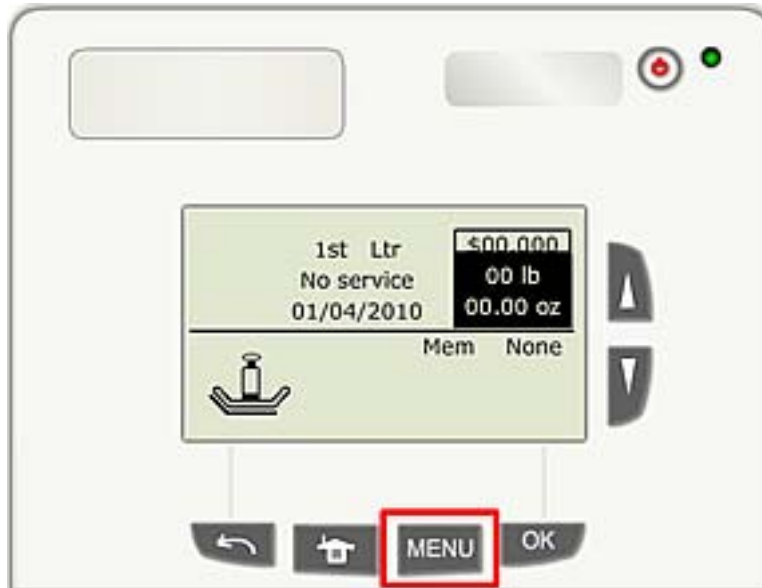 1st Ltr $00.000
No service 00 lb
01/04/2010 00.00 oz
Mem None
MENU OK